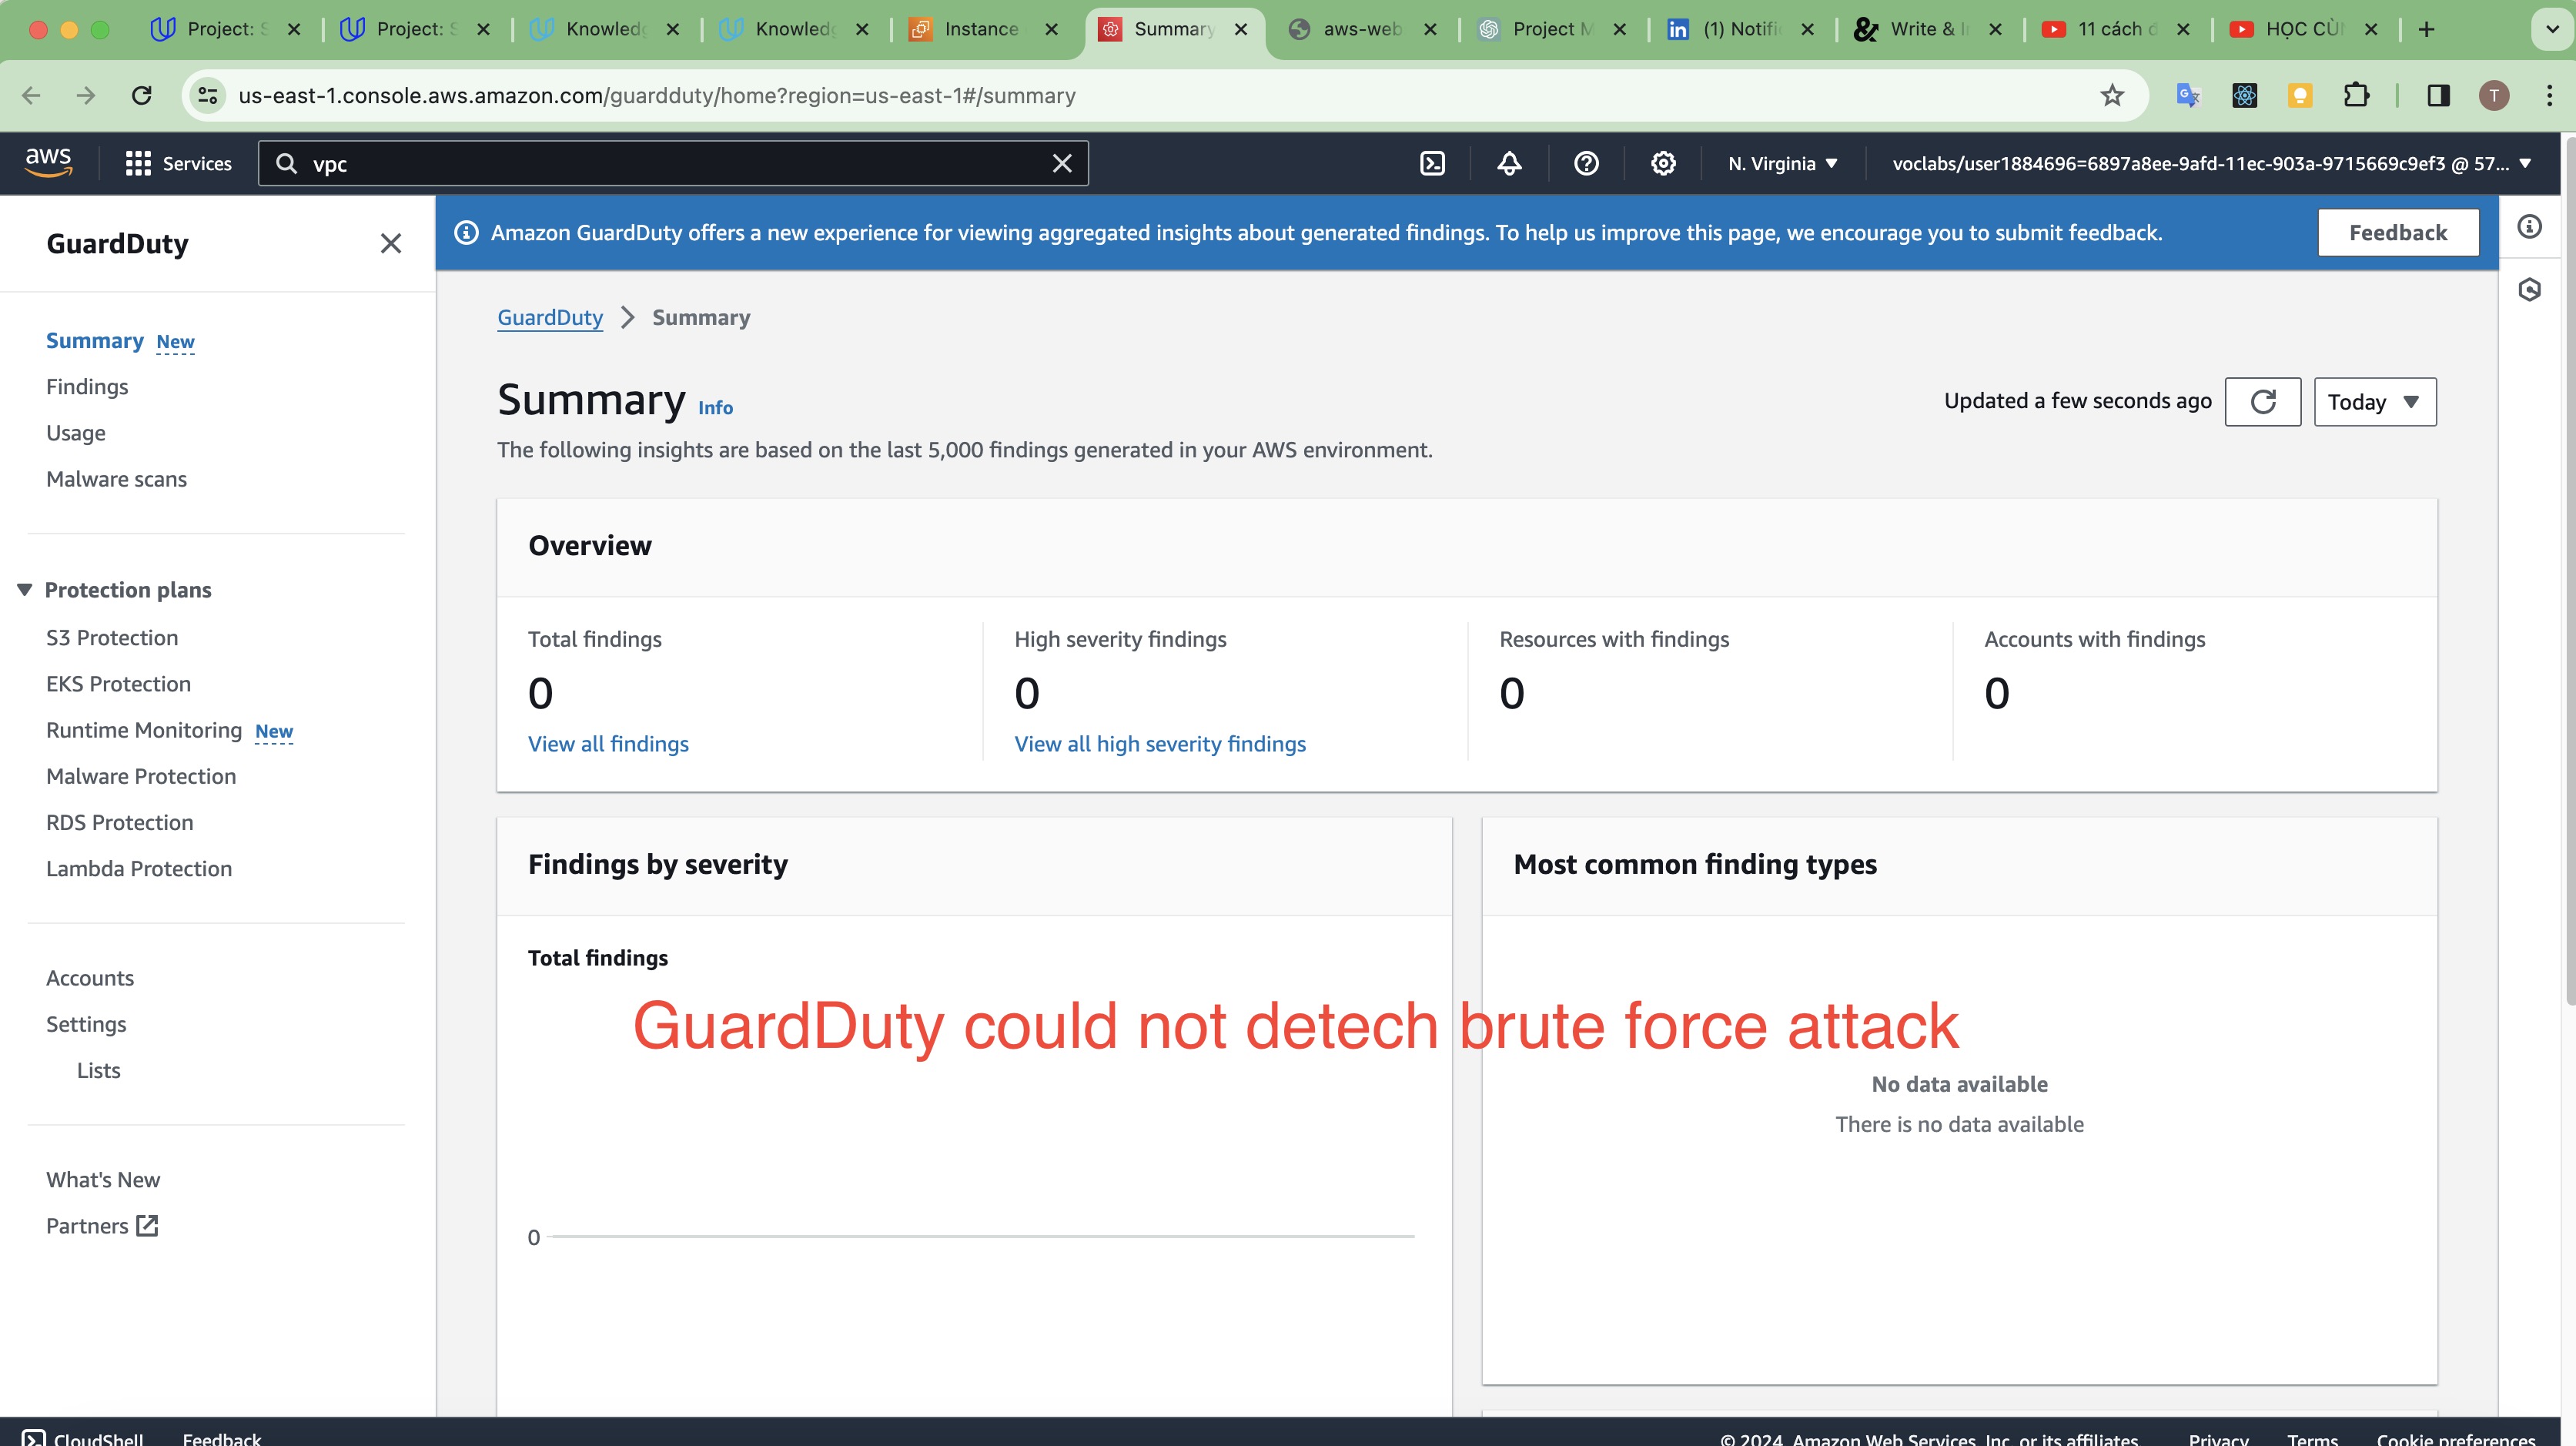 Project: S
Project: S
Knowledg
Knowledg
Instance
Summary
aws-web
Project M
(1) Notifi
Write & I
11 cách d
HỌC CÙN
us-east-1.console.aws.amazon.com/guardduty/home?region=us-east-1#/summary
T
aws
Services
vpc
N. Virginia
voclabs/user1884696=6897a8ee-9afd-11ec-903a-9715669c9ef3 @ 57...
GuardDuty
Amazon GuardDuty offers a new experience for viewing aggregated insights about generated findings. To help us improve this page, we encourage you to submit feedback.
Feedback
Summary New
Findings
Usage
Malware scans
Protection plans
S3 Protection
EKS Protection
Runtime Monitoring New
Malware Protection
RDS Protection
Lambda Protection
Accounts
Settings
Lists
What's New
Partners
GuardDuty > Summary
Summary Info
Updated a few seconds ago
Today
The following insights are based on the last 5,000 findings generated in your AWS environment.
Overview
Total findings
0
View all findings
High severity findings
0
View all high severity findings
Resources with findings
0
Accounts with findings
0
Findings by severity
Total findings
0
Most common finding types
GuardDuty could not detech brute force attack
No data available
There is no data available
CloudShell
Feedback
© 2024, Amazon Web Services, Inc. or its affiliates.
Privacy
Terms
Cookie preferences